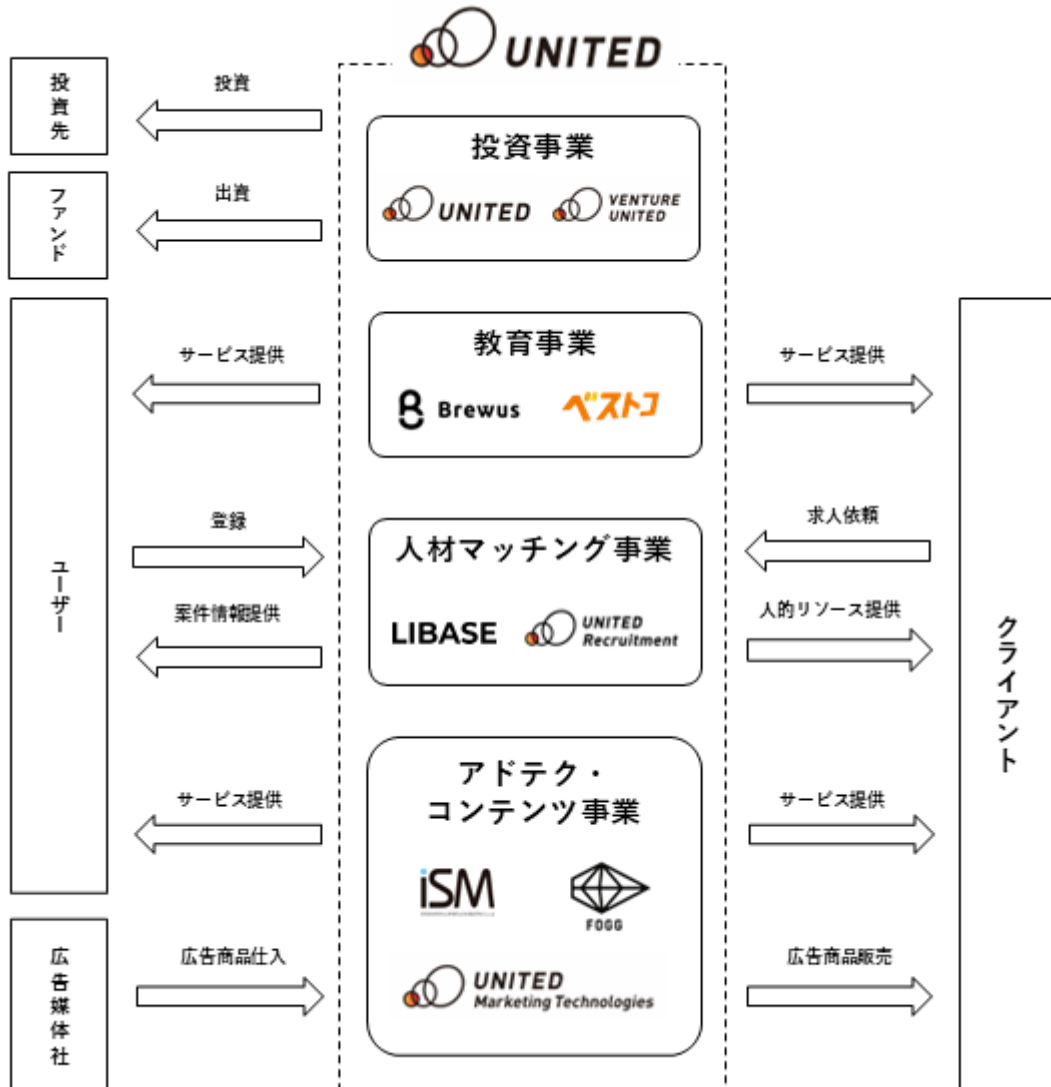 UNITED
投資先
投資
投資事業
UNITED
VENTURE
UNITED
ファンド
出資
教育事業
Brewus
ベストコ
サービス提供
サービス提供
ユーザー
登録
求人依頼
人材マッチング事業
LIBASE
UNITED
Recruitment
案件情報提供
人的リソース提供
クライアント
アドテク・
コンテンツ事業
サービス提供
サービス提供
iSM
FOGG
広告媒体社
広告商品仕入
UNITED
Marketing Technologies
広告商品販売